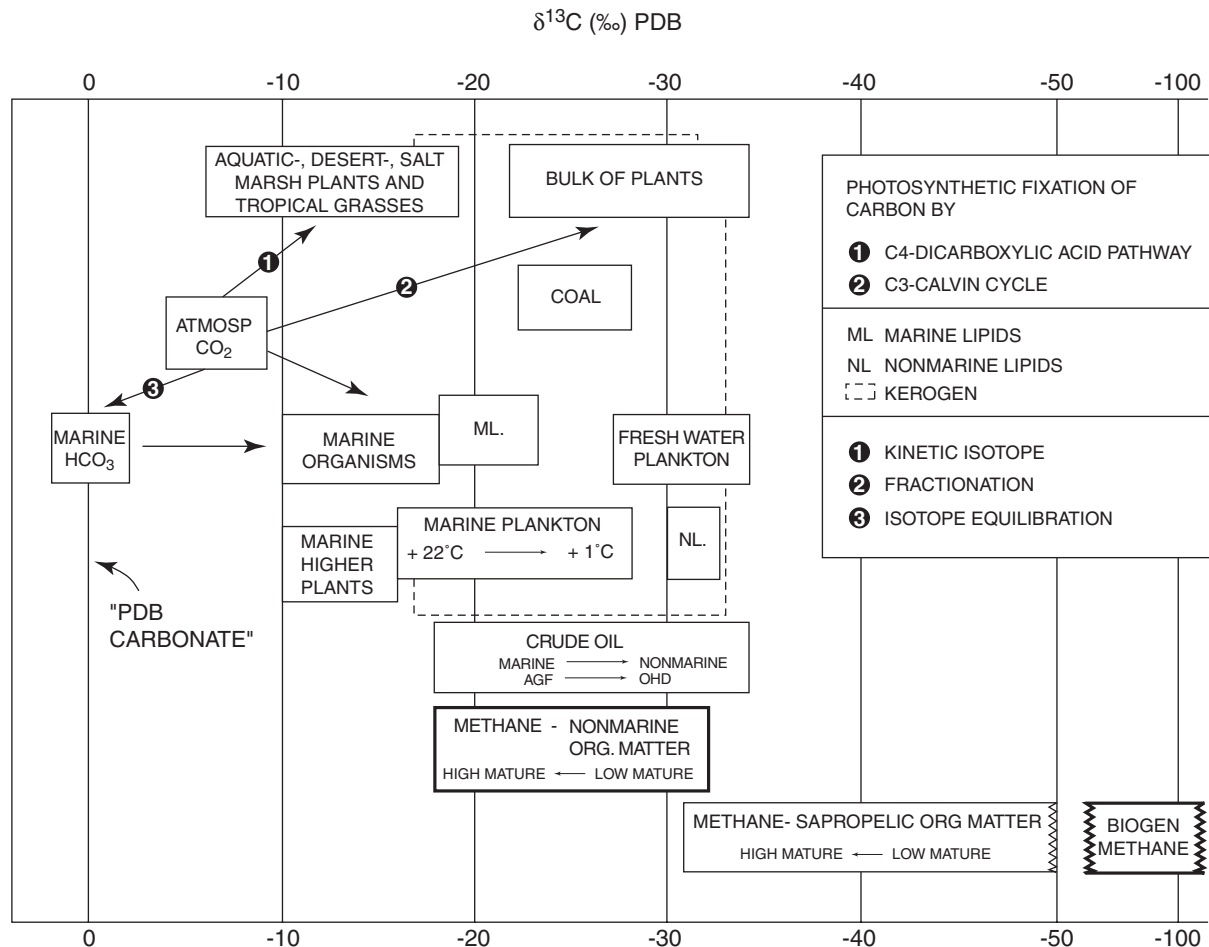 δ¹³C (‰) PDB
0 -10 -20 -30 -40 -50 -100
AQUATIC-, DESERT-, SALT
MARSH PLANTS AND
TROPICAL GRASSES
BULK OF PLANTS
1
2
COAL
ATMOSP
CO₂
3
MARINE
HCO₃
MARINE
ORGANISMS
ML.
FRESH WATER
PLANKTON
MARINE
HIGHER
PLANTS
MARINE PLANKTON
+ 22°C + 1°C
NL.
"PDB
CARBONATE"
CRUDE OIL
MARINE NONMARINE
AGF OHD
METHANE - NONMARINE
ORG. MATTER
HIGH MATURE LOW MATURE
METHANE- SAPROPELIC ORG MATTER
HIGH MATURE LOW MATURE
BIOGEN
METHANE
PHOTOSYNTHETIC FIXATION OF
CARBON BY
1 C4-DICARBOXYLIC ACID PATHWAY
2 C3-CALVIN CYCLE
ML MARINE LIPIDS
NL NONMARINE LIPIDS
KEROGEN
1 KINETIC ISOTOPE
2 FRACTIONATION
3 ISOTOPE EQUILIBRATION
0 -10 -20 -30 -40 -50 -100